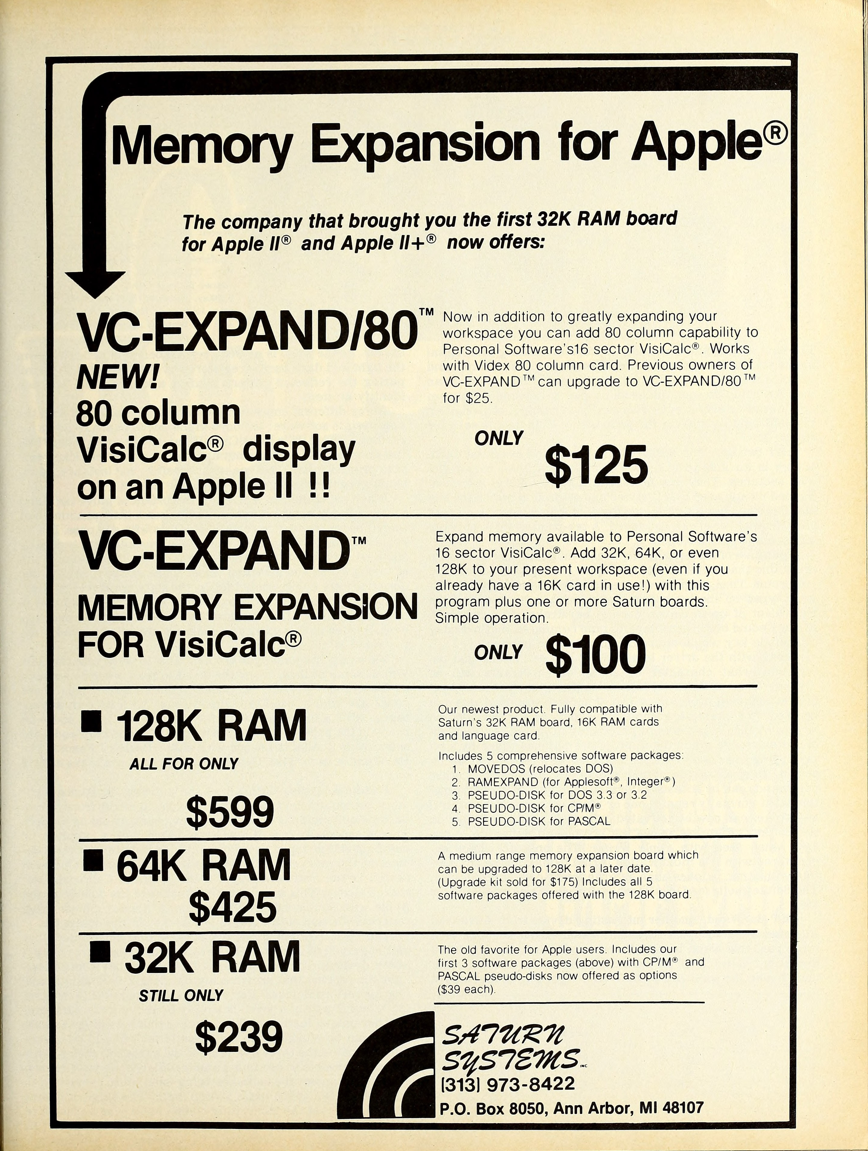 Memory Expansion for Apple®
The company that brought you the first 32K RAM board
for Apple II® and Apple II+® now offers:
VC-EXPAND/80™
NEW!
80 column
VisiCalc® display
on an Apple II !!
Now in addition to greatly expanding your
workspace you can add 80 column capability to
Personal Software's16 sector VisiCalc®. Works
with Videx 80 column card. Previous owners of
VC-EXPAND™ can upgrade to VC-EXPAND/80™
for $25.
ONLY $125
VC-EXPAND™
MEMORY EXPANSION
FOR VisiCalc®
Expand memory available to Personal Software's
16 sector VisiCalc®. Add 32K, 64K, or even
128K to your present workspace (even if you
already have a 16K card in use!) with this
program plus one or more Saturn boards.
Simple operation.
ONLY $100
■ 128K RAM
ALL FOR ONLY
$599
Our newest product. Fully compatible with
Saturn's 32K RAM board, 16K RAM cards
and language card.
Includes 5 comprehensive software packages:
1. MOVEDOS (relocates DOS)
2. RAMEXPAND (for Applesoft®, Integer®)
3. PSEUDO-DISK for DOS 3.3 or 3.2
4. PSEUDO-DISK for CP/M®
5. PSEUDO-DISK for PASCAL
■ 64K RAM
$425
A medium range memory expansion board which
can be upgraded to 128K at a later date.
(Upgrade kit sold for $175) Includes all 5
software packages offered with the 128K board.
■ 32K RAM
STILL ONLY
$239
The old favorite for Apple users. Includes our
first 3 software packages (above) with CP/M® and
PASCAL pseudo-disks now offered as options
($39 each).
SATURN
SYSTEMS INC
(313) 973-8422
P.O. Box 8050, Ann Arbor, MI 48107